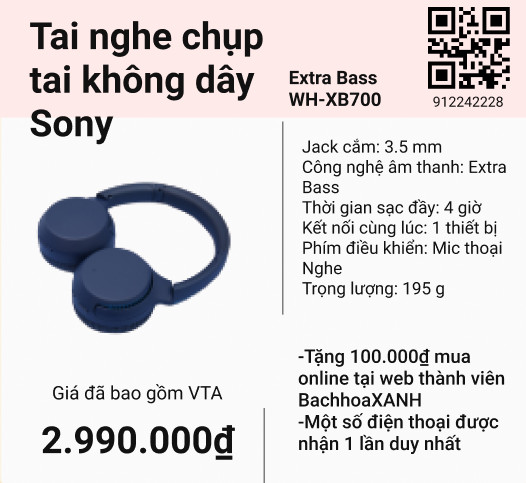 Tai nghe chụp
tai không dây
Sony
Extra Bass
WH-XB700
912242228
Jack cắm: 3.5 mm
Công nghệ âm thanh: Extra
Bass
Thời gian sạc đầy: 4 giờ
Kết nối cùng lúc: 1 thiết bị
Phím điều khiển: Mic thoại
Nghe
Trọng lượng: 195 g
-Tặng 100.000₫ mua
online tại web thành viên
BachhoaXANH
-Một số điện thoại được
nhận 1 lần duy nhất
Giá đã bao gồm VTA
2.990.000₫